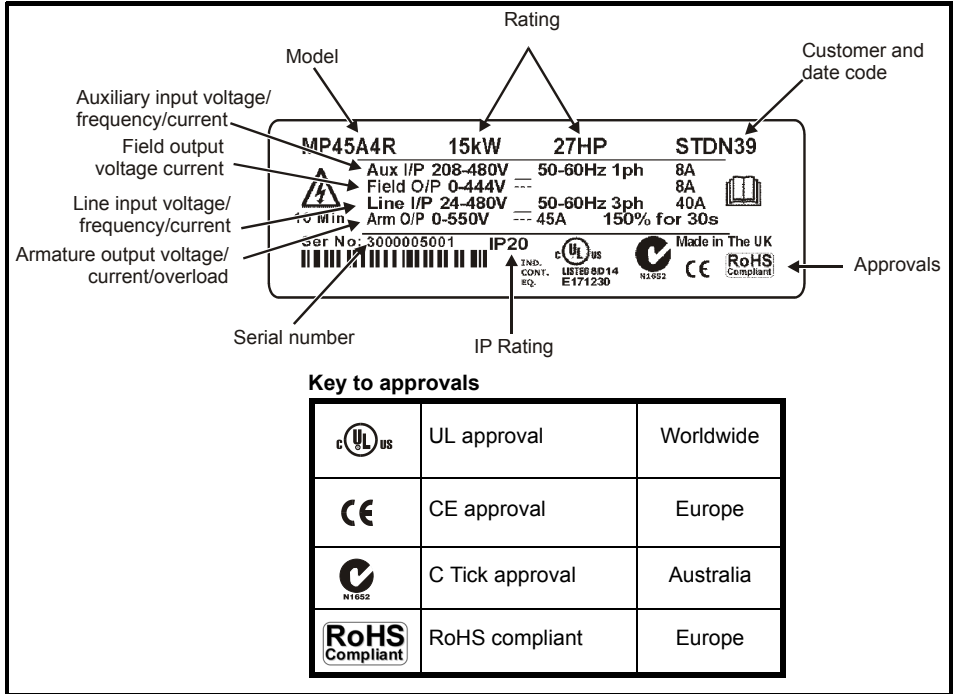 Rating
Model
Customer and
date code
Auxiliary input voltage/
frequency/current
Field output
voltage current
Line input voltage/
frequency/current
Armature output voltage/
current/overload
MP45A4R 15kW 27HP STDN39
Aux I/P 208-480V 50-60Hz 1ph 8A
Field O/P 0-444V --- 8A
Line I/P 24-480V 50-60Hz 3ph 40A
10 Min Arm O/P 0-550V --- 45A 150% for 30s
Ser No: 3000005001 IP20 Made in The UK
IND.
CONT.
EQ.
c UL us
LISTED 8D14
E171230
N1652
CE
RoHS
Compliant
Approvals
Serial number
IP Rating
Key to approvals
c UL us UL approval Worldwide
CE CE approval Europe
N1652 C Tick approval Australia
RoHS
Compliant RoHS compliant Europe